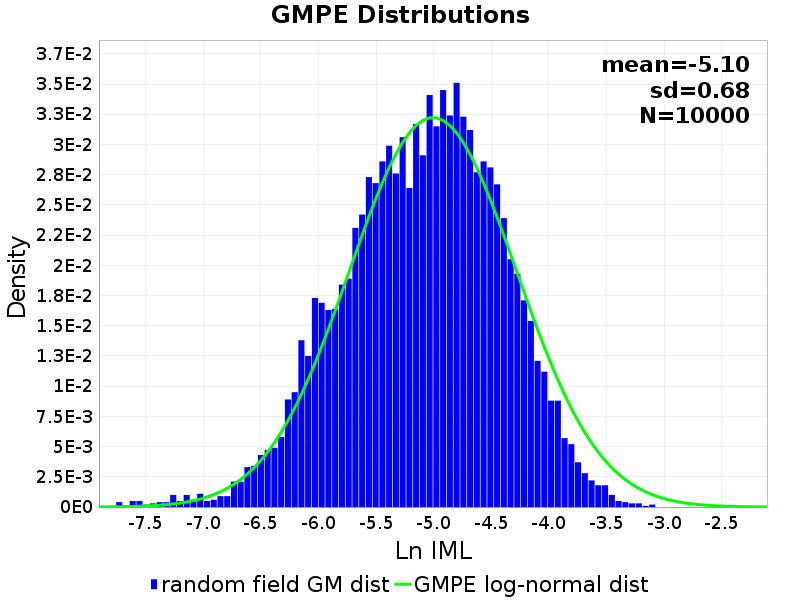 GMPE Distributions
mean=-5.10
sd=0.68
N=10000
3.7E-2
3.5E-2
3.3E-2
3E-2
2.8E-2
2.5E-2
2.2E-2
2E-2
1.8E-2
1.5E-2
1.3E-2
1E-2
7.5E-3
5E-3
2.5E-3
0E0
Density
-7.5 -7.0 -6.5 -6.0 -5.5 -5.0 -4.5 -4.0 -3.5 -3.0 -2.5
Ln IML
random field GM dist GMPE log-normal dist